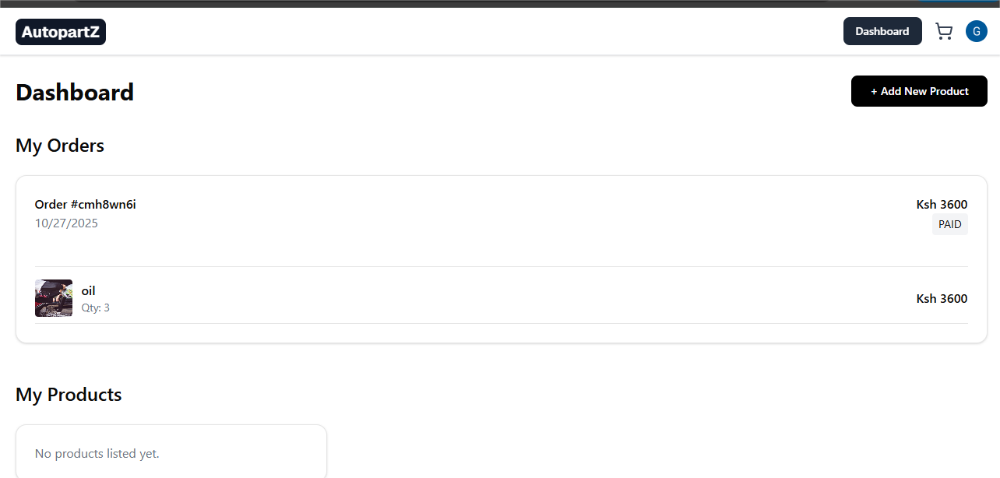 AutopartZ
Dashboard
G
Dashboard
+ Add New Product
My Orders
Order #cmh8wn6i
Ksh 3600
10/27/2025
PAID
oil
Qty: 3
Ksh 3600
My Products
No products listed yet.